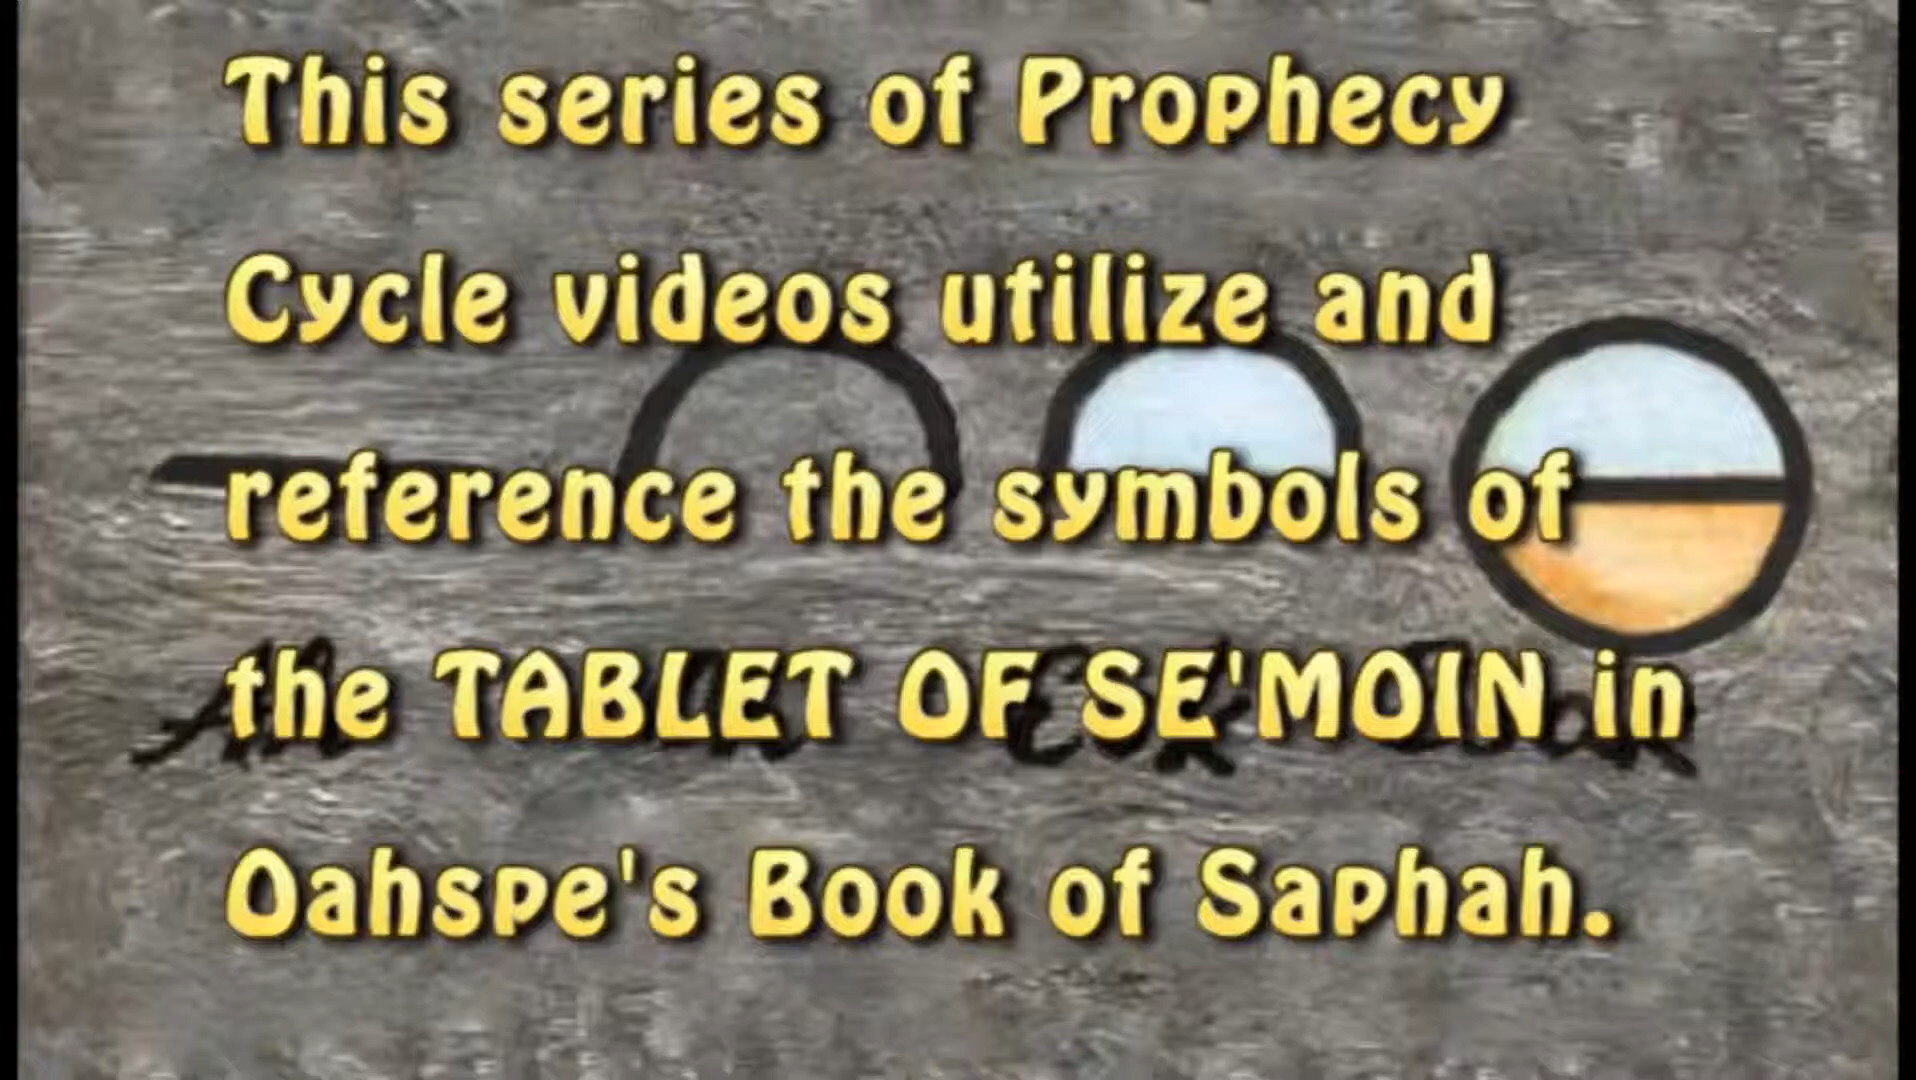 This series of Prophecy
Cycle videos utilize and
reference the symbols of
the TABLET OF SE'MOIN in
Oahspe's Book of Saphah.